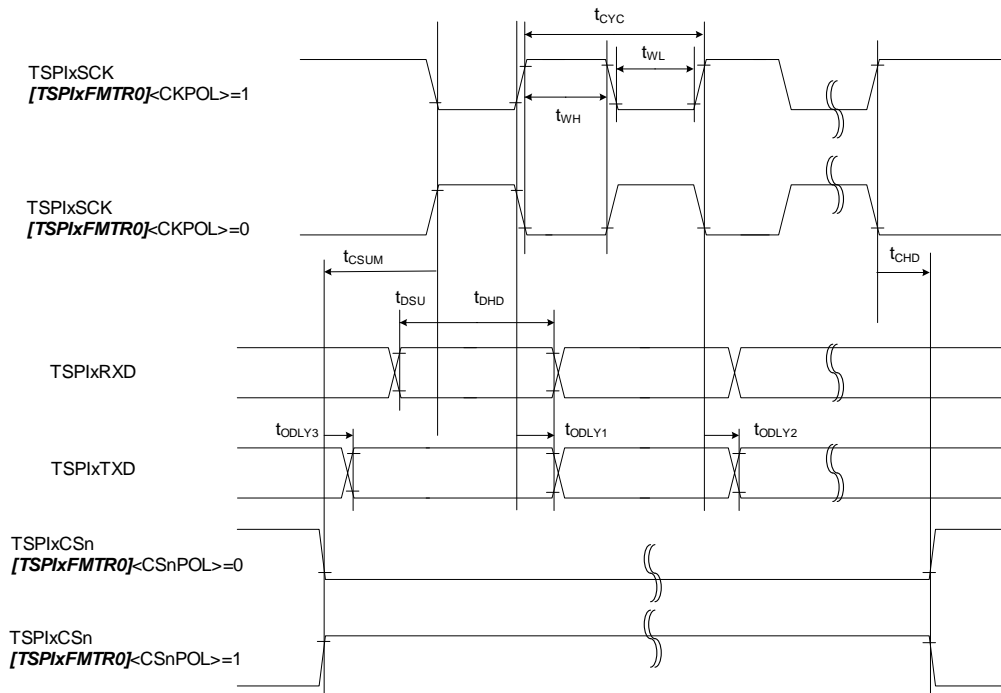 tCYC
tWL
TSPIxSCK
[TSPIxFMTR0]<CKPOL>=1
tWH
TSPIxSCK
[TSPIxFMTR0]<CKPOL>=0
tCSUM
tCHD
tDSU
tDHD
TSPIxRXD
tODLY3
tODLY1
tODLY2
TSPIxTXD
TSPIxCSn
[TSPIxFMTR0]<CSnPOL>=0
TSPIxCSn
[TSPIxFMTR0]<CSnPOL>=1